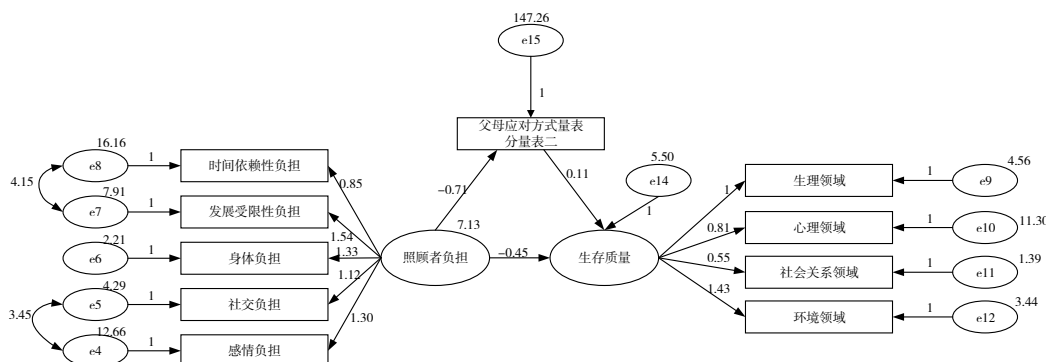 147.26
e15
1
父母应对方式量表
分量表二
16.16
e8
1
时间依赖性负担
0.85
4.15
7.91
e7
1
发展受限性负担
1.54
2.21
e6
1
身体负担
1.33
4.29
e5
1
社交负担
1.12
3.45
12.66
e4
1
感情负担
1.30
−0.71
7.13
照顾者负担
−0.45
0.11
5.50
e14
1
生存质量
1
生理领域
1
4.56
e9
0.81
心理领域
1
11.30
e10
0.55
社会关系领域
1
1.39
e11
1.43
环境领域
1
3.44
e12